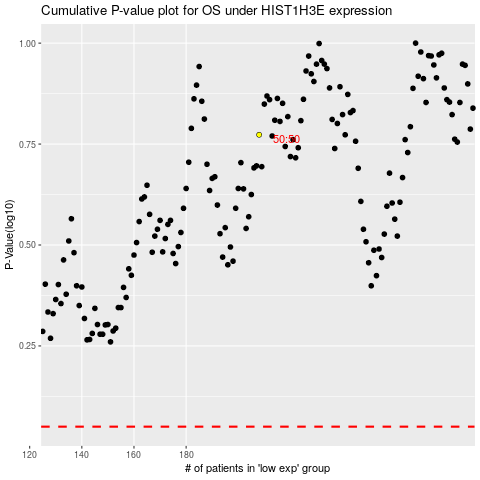 Cumulative P-value plot for OS under HIST1H3E expression
1.00
0.75
0.50
0.25
P-Value(log10)
50:50
120 140 160 180
# of patients in 'low exp' group